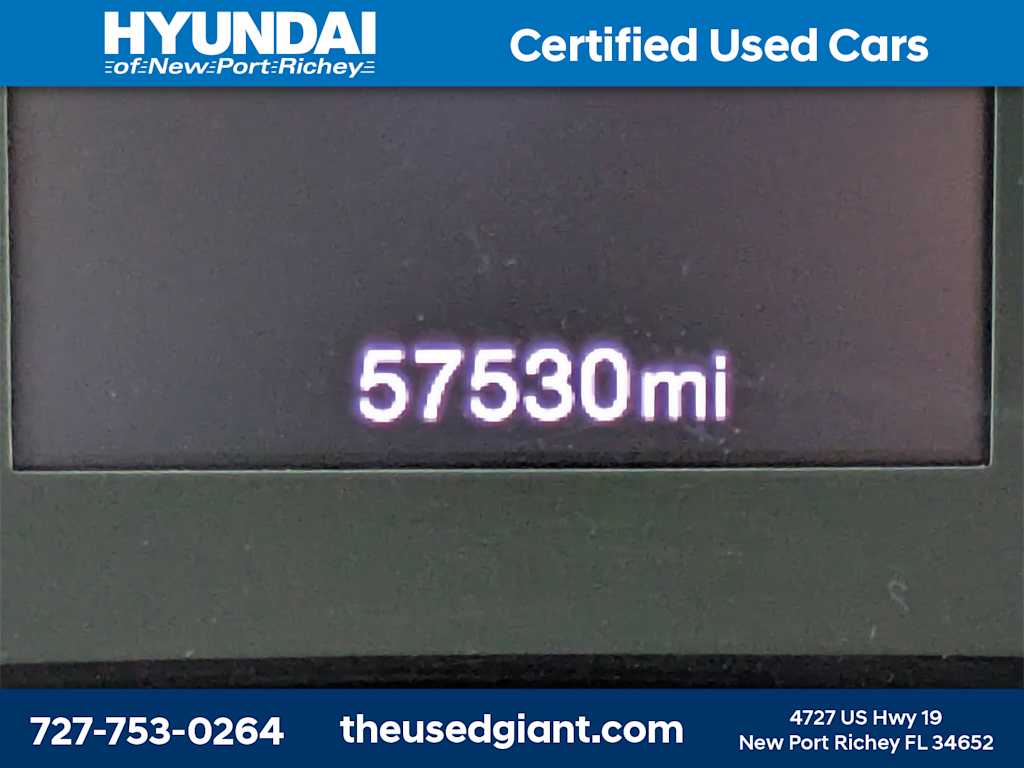 HYUNDAI
of New Port Richey
Certified Used Cars
57530mi
727-753-0264
theusedgiant.com
4727 US Hwy 19
New Port Richey FL 34652